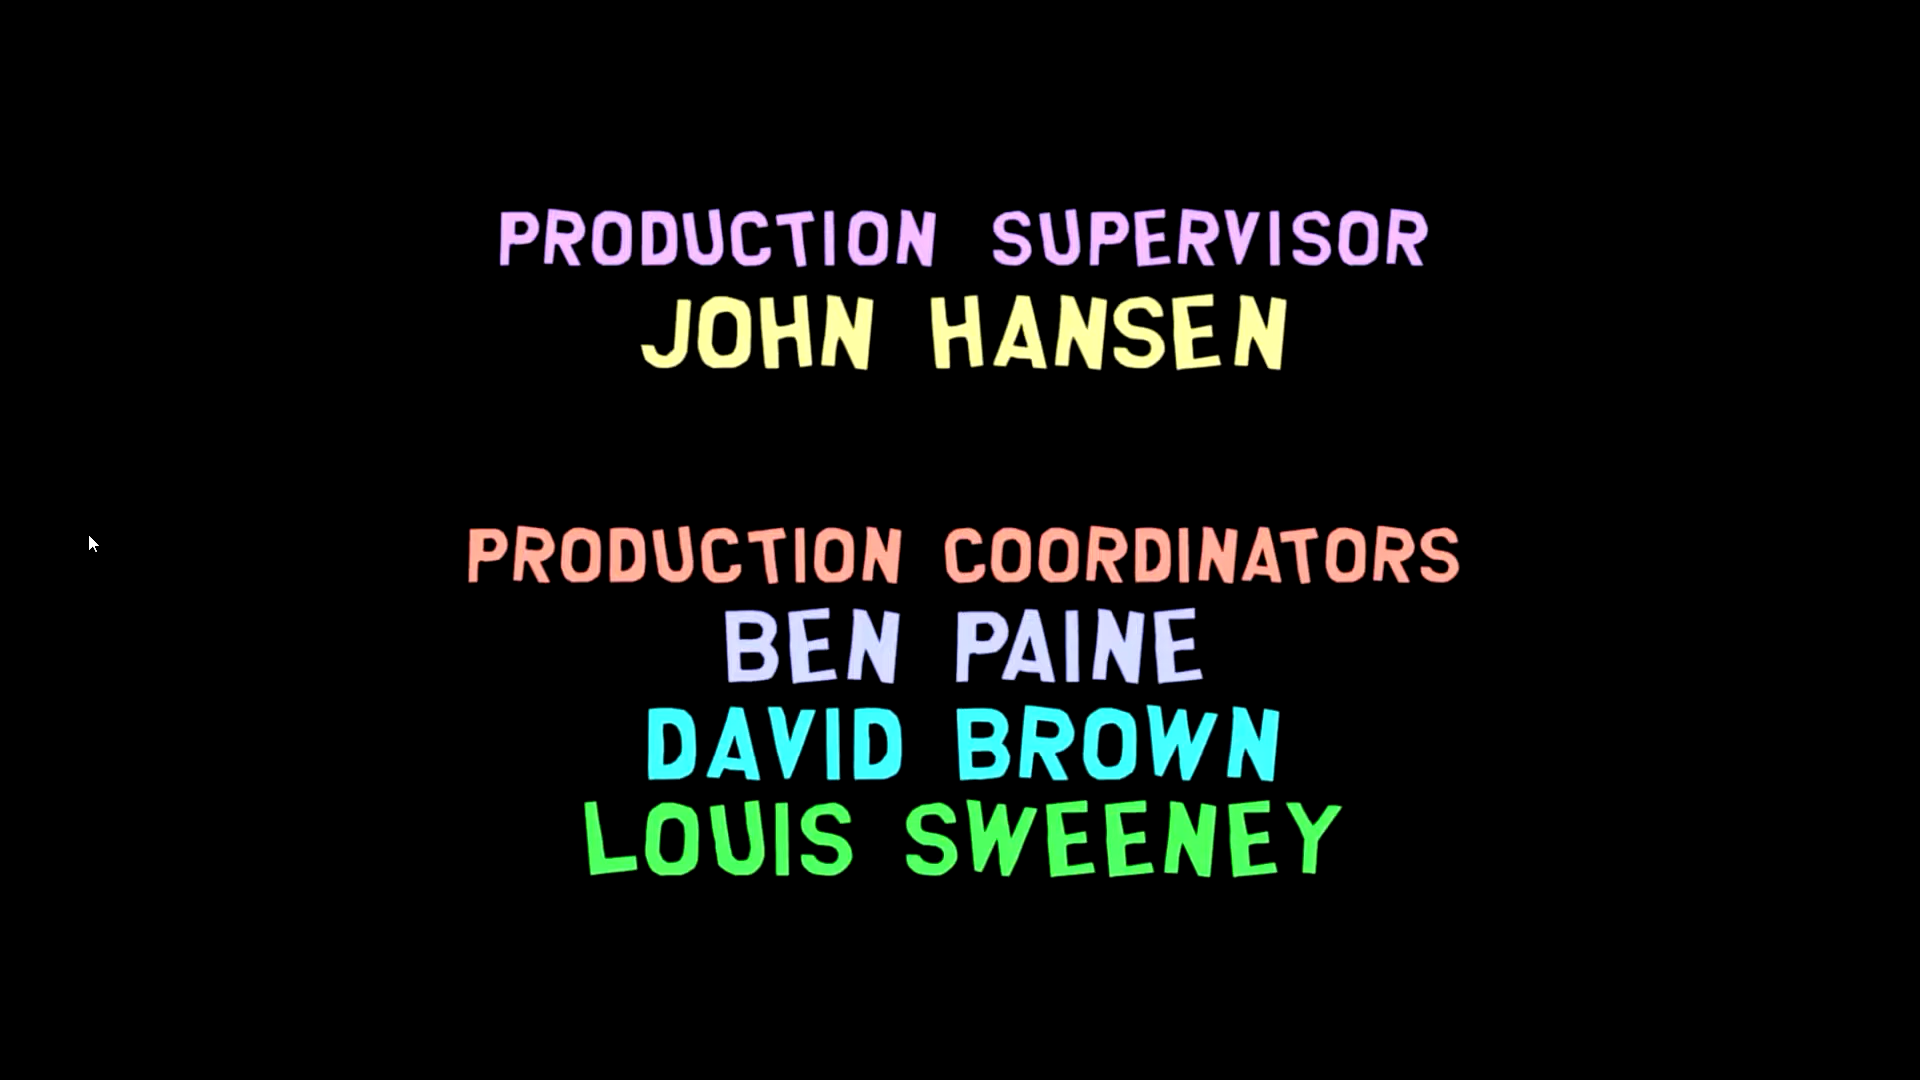 PRODUCTION SUPERVISOR
JOHN HANSEN
PRODUCTION COORDINATORS
BEN PAINE
DAVID BROWN
LOUIS SWEENEY